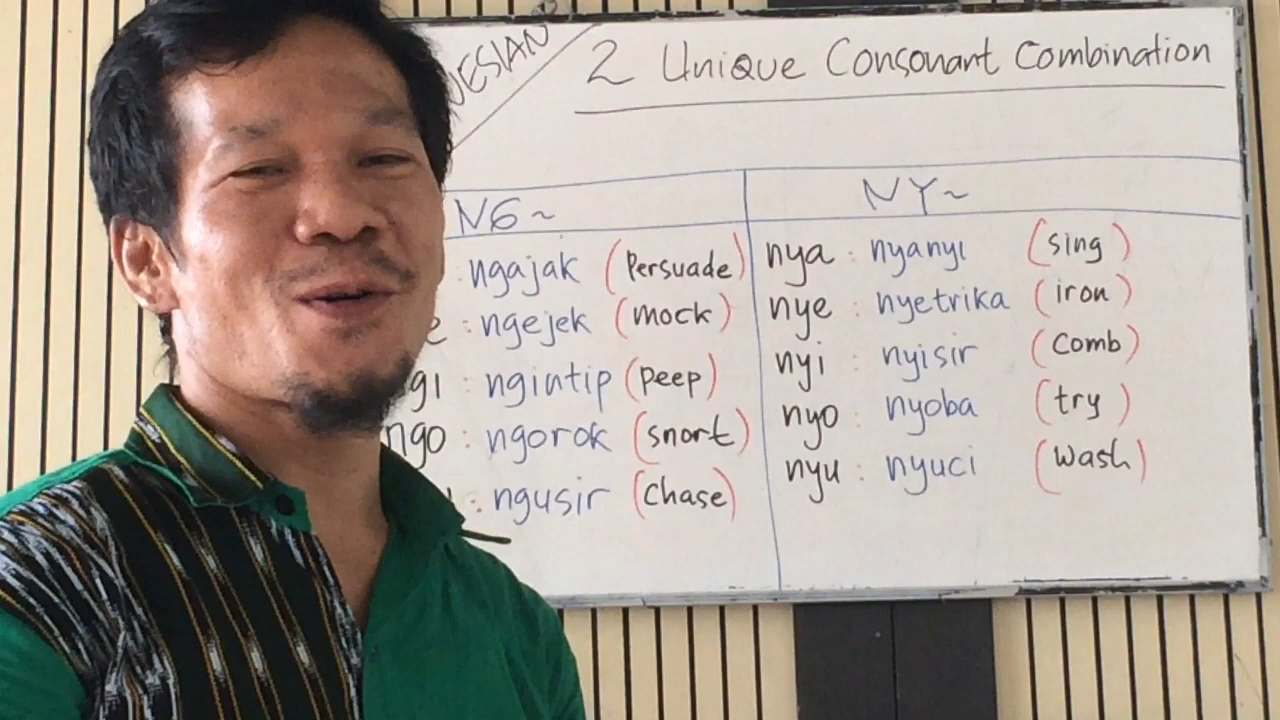 2 Unique Consonant Combination
NG~
NY~
ngajak (Persuade)
ngejek (mock)
ngintip (peep)
ngo : ngorok (snort)
ngusir (chase)
nya : nyanyi (sing)
nye : nyetrika (iron)
nyi : nyisir (comb)
nyo : nyoba (try)
nyu : nyuci (wash)